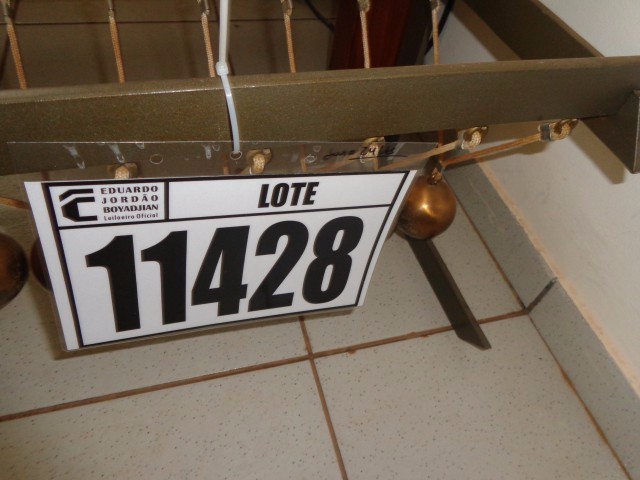 EDUARDO
JORDÃO
BOYADJIAN
Leiloeiro Oficial
LOTE
11428